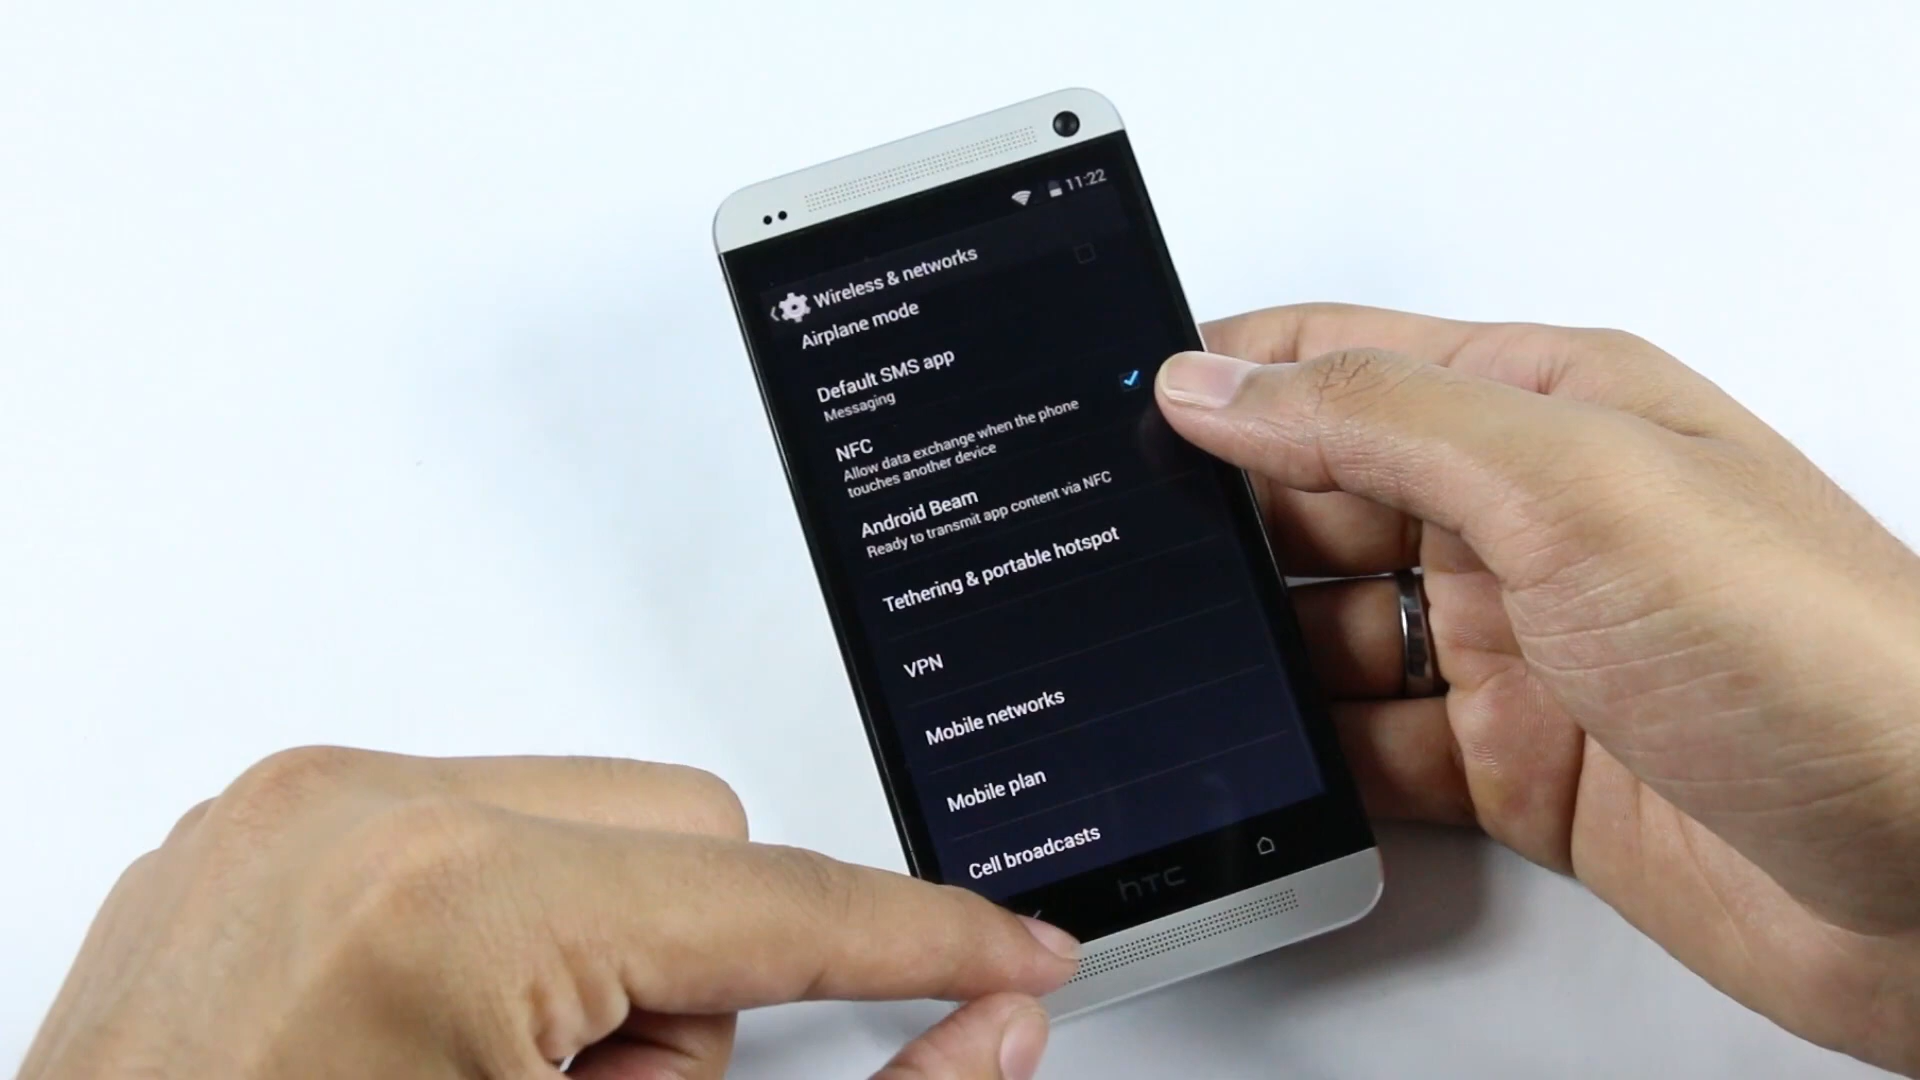 11:22
Wireless & networks
Airplane mode
Default SMS app
Messaging
NFC
Allow data exchange when the phone
touches another device
Android Beam
Ready to transmit app content via NFC
Tethering & portable hotspot
VPN
Mobile networks
Mobile plan
Cell broadcasts
hTC